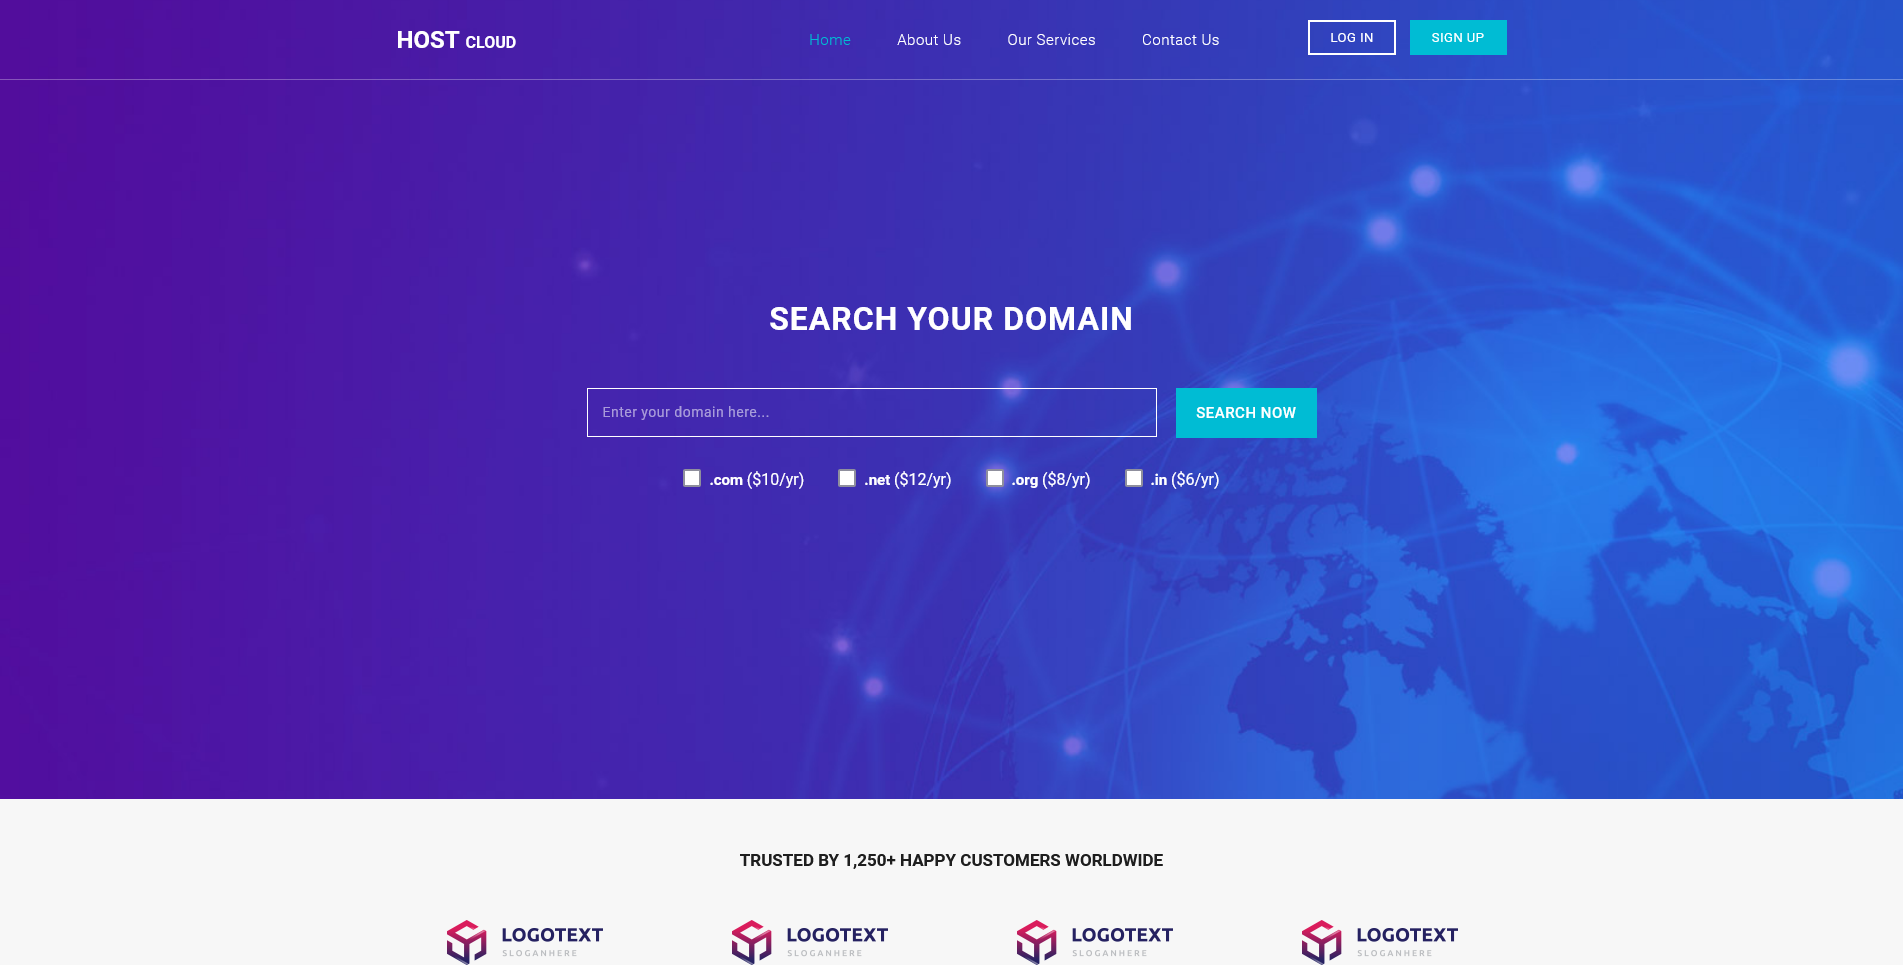 HOST CLOUD
Home About Us Our Services Contact Us
LOG IN SIGN UP
SEARCH YOUR DOMAIN
Enter your domain here...
SEARCH NOW
.com ($10/yr) .net ($12/yr) .org ($8/yr) .in ($6/yr)
TRUSTED BY 1,250+ HAPPY CUSTOMERS WORLDWIDE
LOGOTEXT LOGOTEXT LOGOTEXT LOGOTEXT
SLOGANHERE SLOGANHERE SLOGANHERE SLOGANHERE